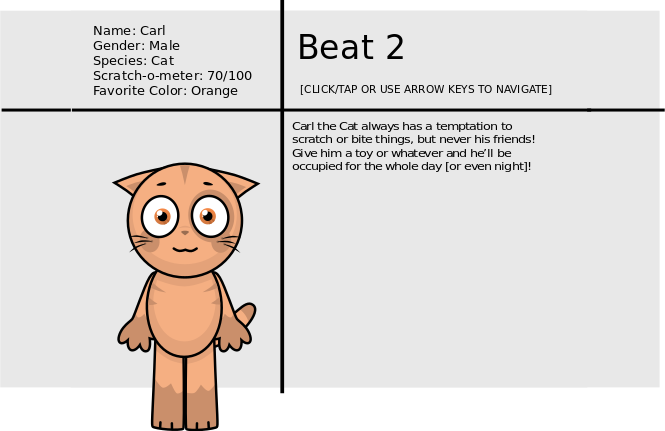 Name: Carl
Gender: Male
Species: Cat
Scratch-o-meter: 70/100
Favorite Color: Orange
Beat 2
[CLICK/TAP OR USE ARROW KEYS TO NAVIGATE]
Carl the Cat always has a temptation to
scratch or bite things, but never his friends!
Give him a toy or whatever and he'll be
occupied for the whole day [or even night]!